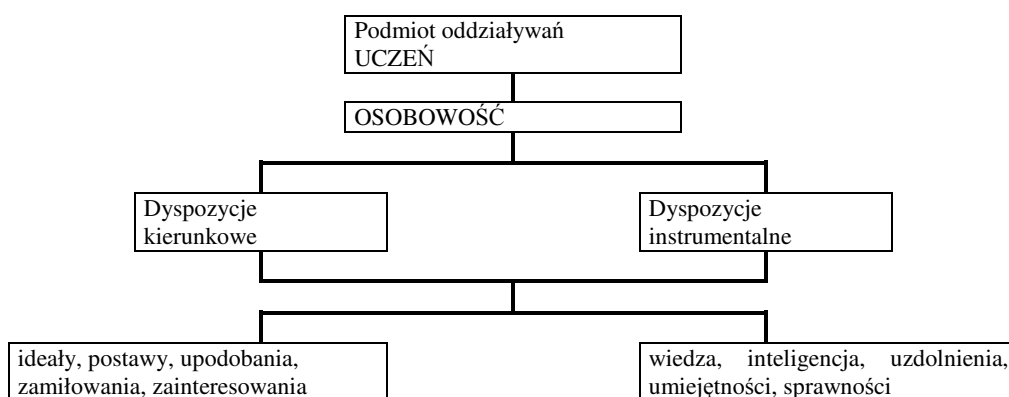 Podmiot oddziaływań
UCZEŃ
OSOBOWOŚĆ
Dyspozycje
kierunkowe
Dyspozycje
instrumentalne
ideały, postawy, upodobania,
zamiłowania, zainteresowania
wiedza, inteligencja, uzdolnienia,
umiejętności, sprawności